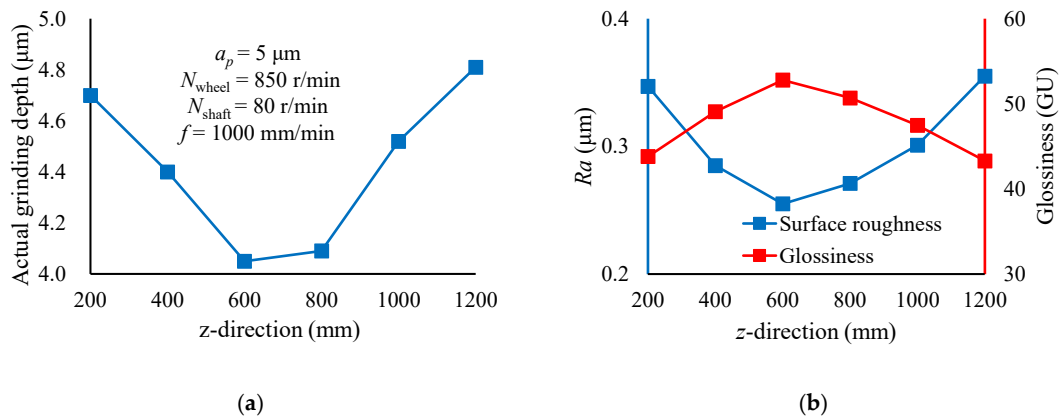 5.0
4.8
4.6
4.4
4.2
4.0
Actual grinding depth (μm)
a_p = 5 μm
N_wheel = 850 r/min
N_shaft = 80 r/min
f = 1000 mm/min
200 400 600 800 1000 1200
z-direction (mm)
(a)
0.4
0.3
0.2
Ra (μm)
60
50
40
30
Glossiness (GU)
Surface roughness
Glossiness
200 400 600 800 1000 1200
z-direction (mm)
(b)